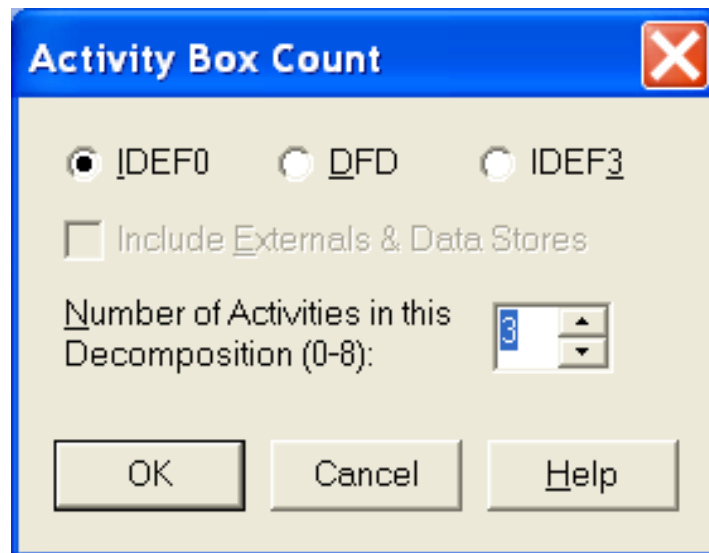 Activity Box Count
IDEF0 DFD IDEF3
Include Externals & Data Stores
Number of Activities in this
Decomposition (0-8):
3
OK Cancel Help